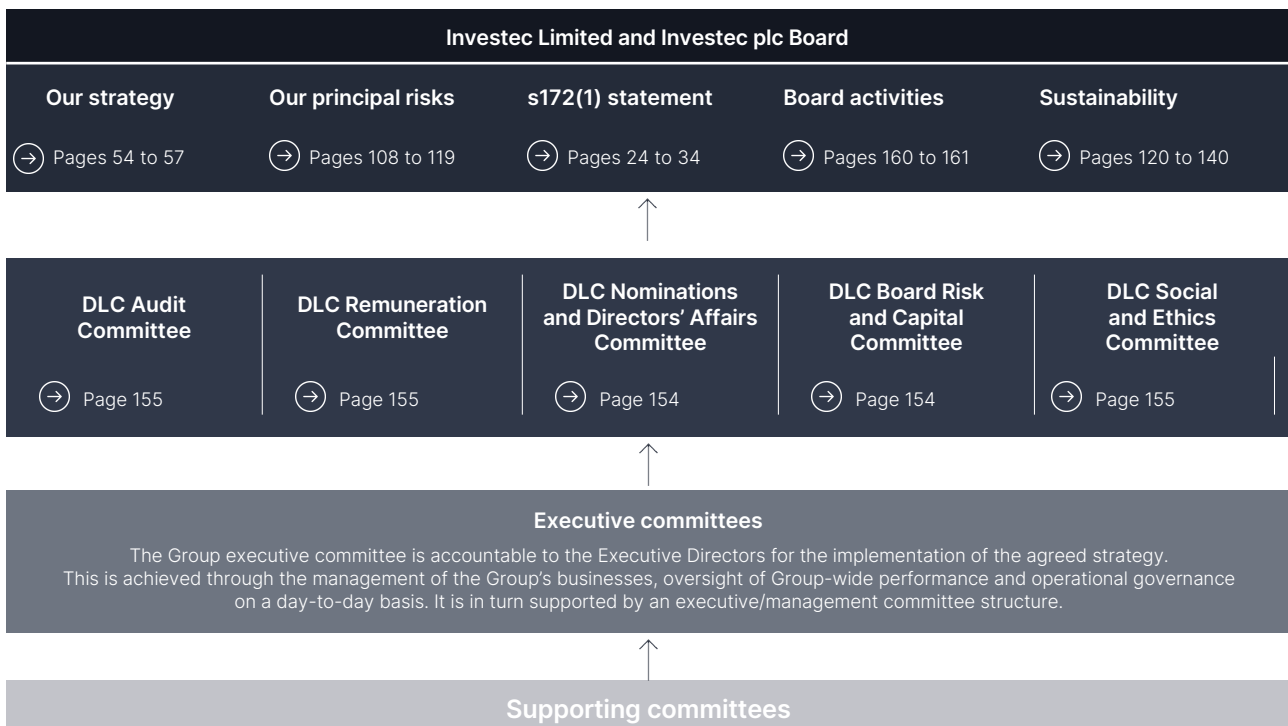 Investec Limited and Investec plc Board
Our strategy
Pages 54 to 57
Our principal risks
Pages 108 to 119
s172(1) statement
Pages 24 to 34
Board activities
Pages 160 to 161
Sustainability
Pages 120 to 140
DLC Audit
Committee
Page 155
DLC Remuneration
Committee
Page 155
DLC Nominations
and Directors' Affairs
Committee
Page 154
DLC Board Risk
and Capital
Committee
Page 154
DLC Social
and Ethics
Committee
Page 155
Executive committees
The Group executive committee is accountable to the Executive Directors for the implementation of the agreed strategy.
This is achieved through the management of the Group's businesses, oversight of Group-wide performance and operational governance
on a day-to-day basis. It is in turn supported by an executive/management committee structure.
Supporting committees